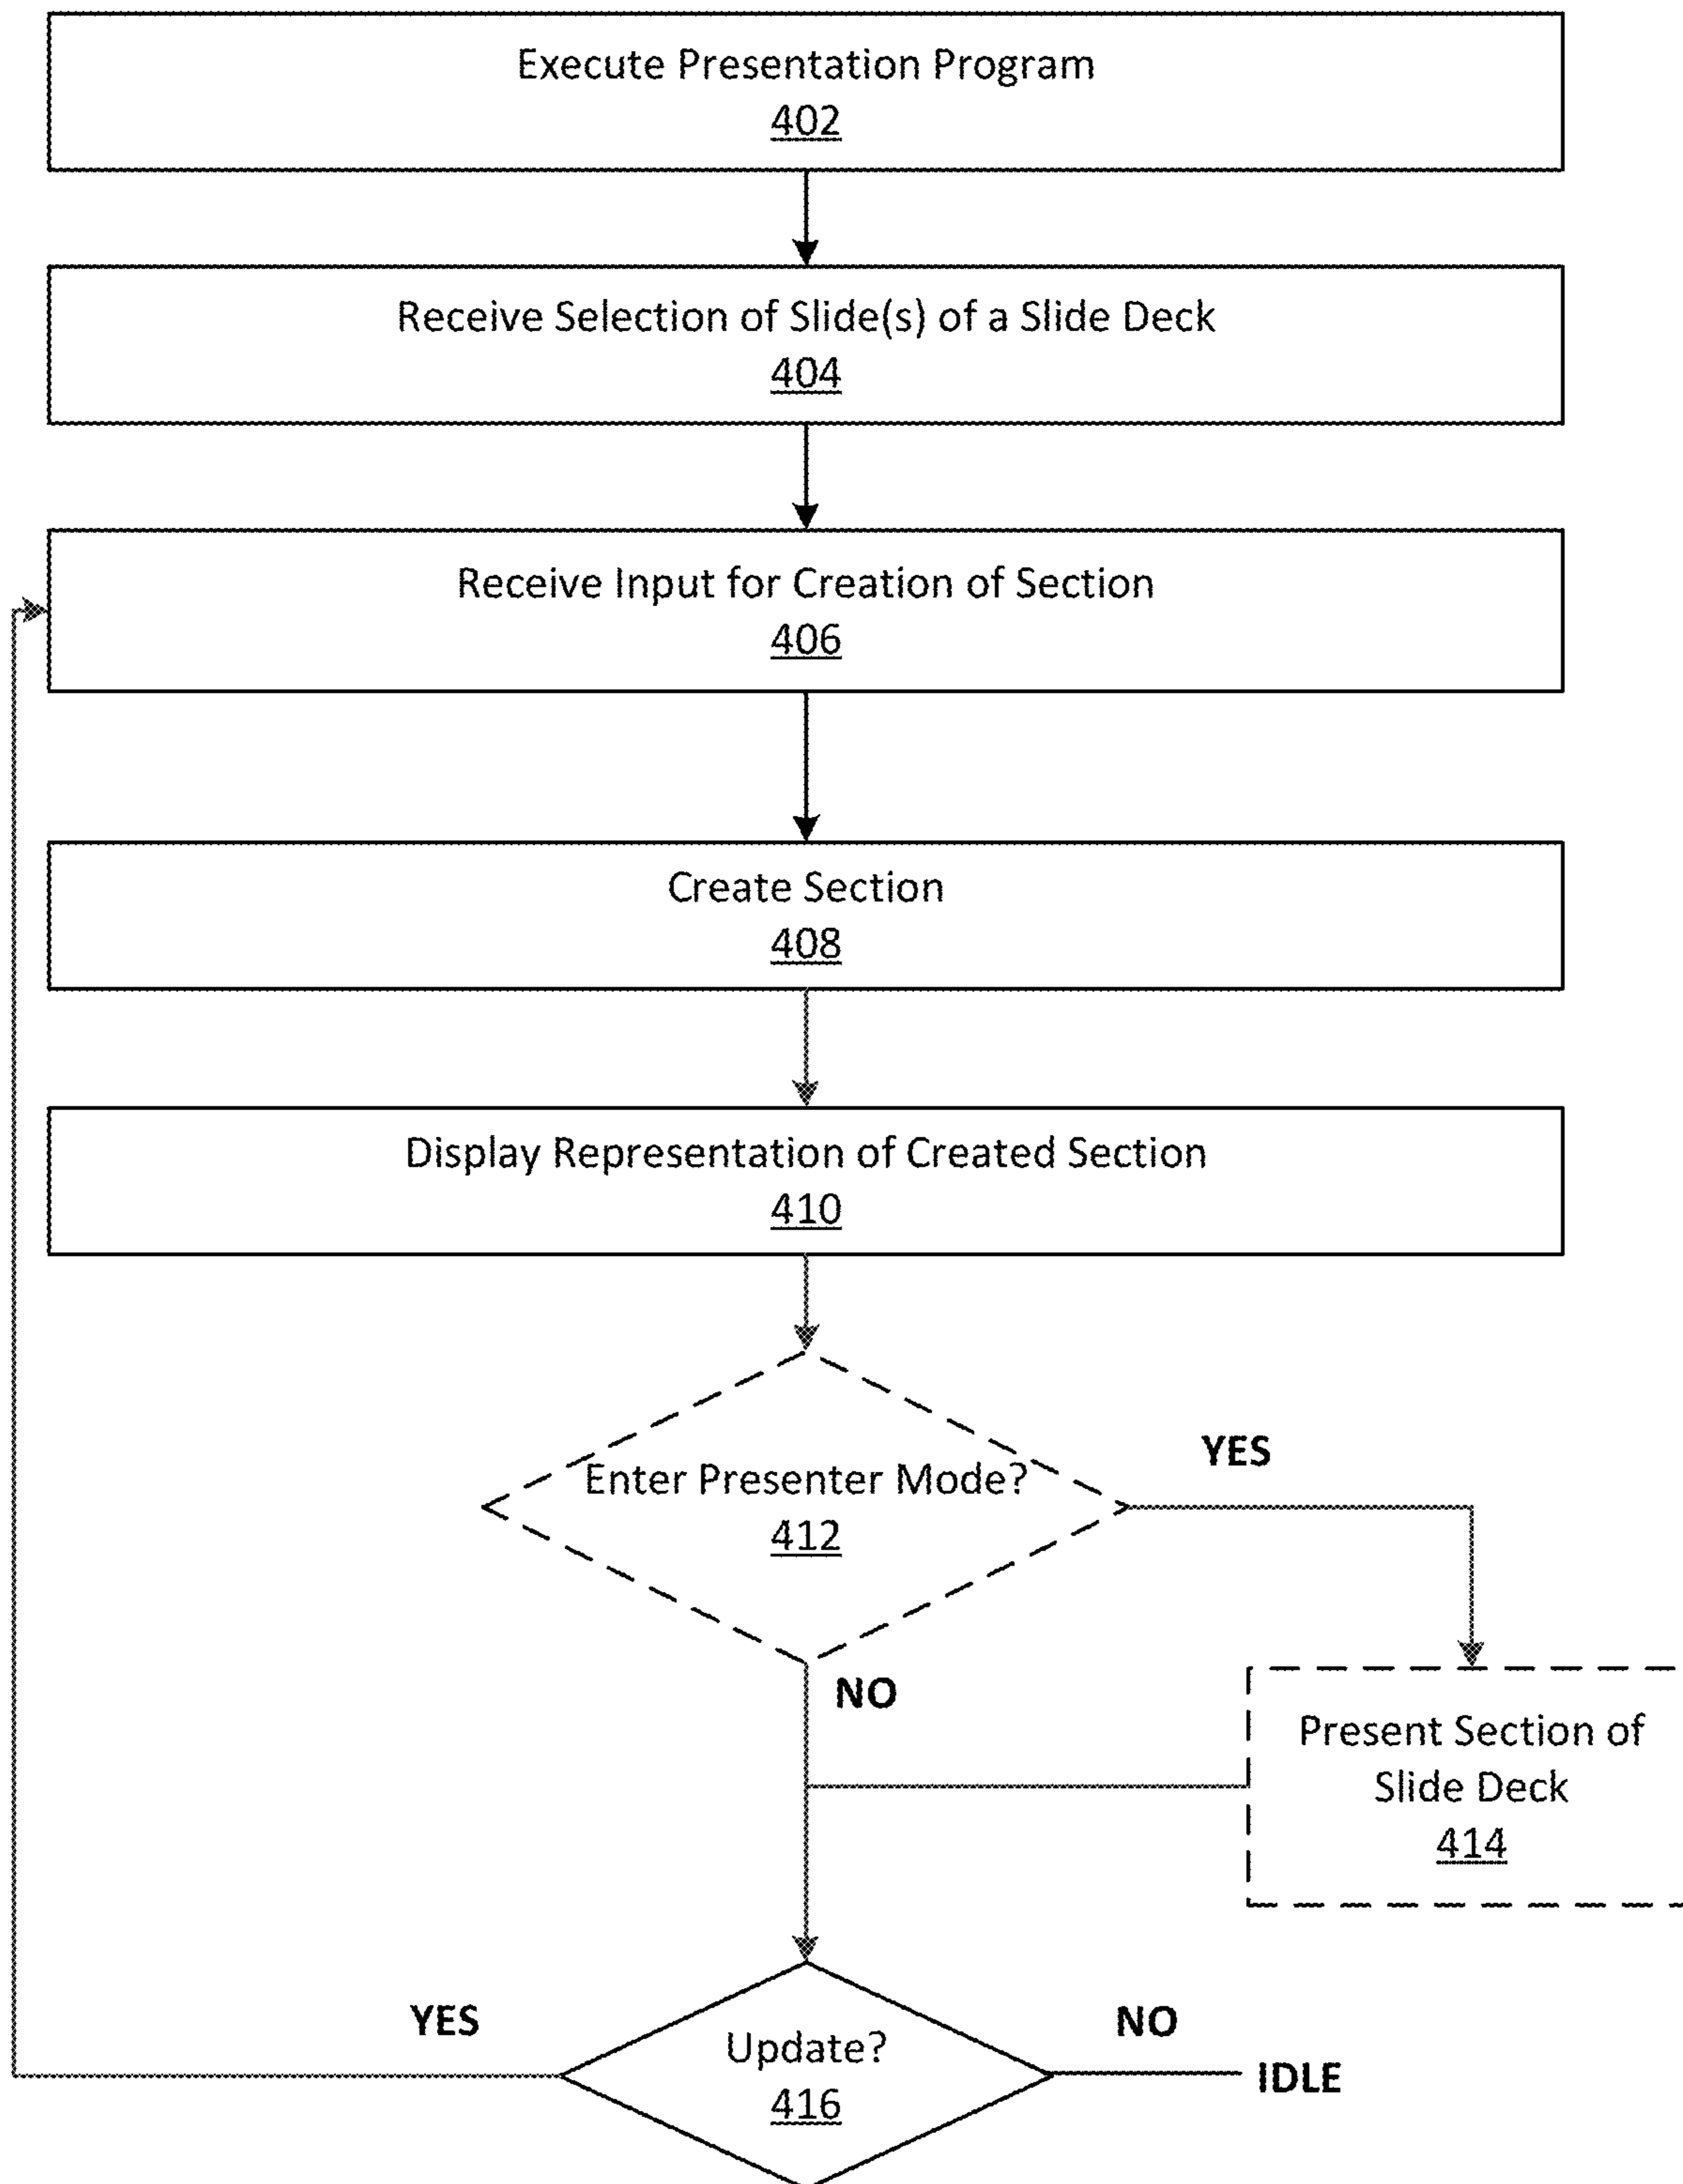 Execute Presentation Program
402
Receive Selection of Slide(s) of a Slide Deck
404
Receive Input for Creation of Section
406
Create Section
408
Display Representation of Created Section
410
Enter Presenter Mode?
412
YES
NO
Present Section of
Slide Deck
414
YES
Update?
416
NO
IDLE